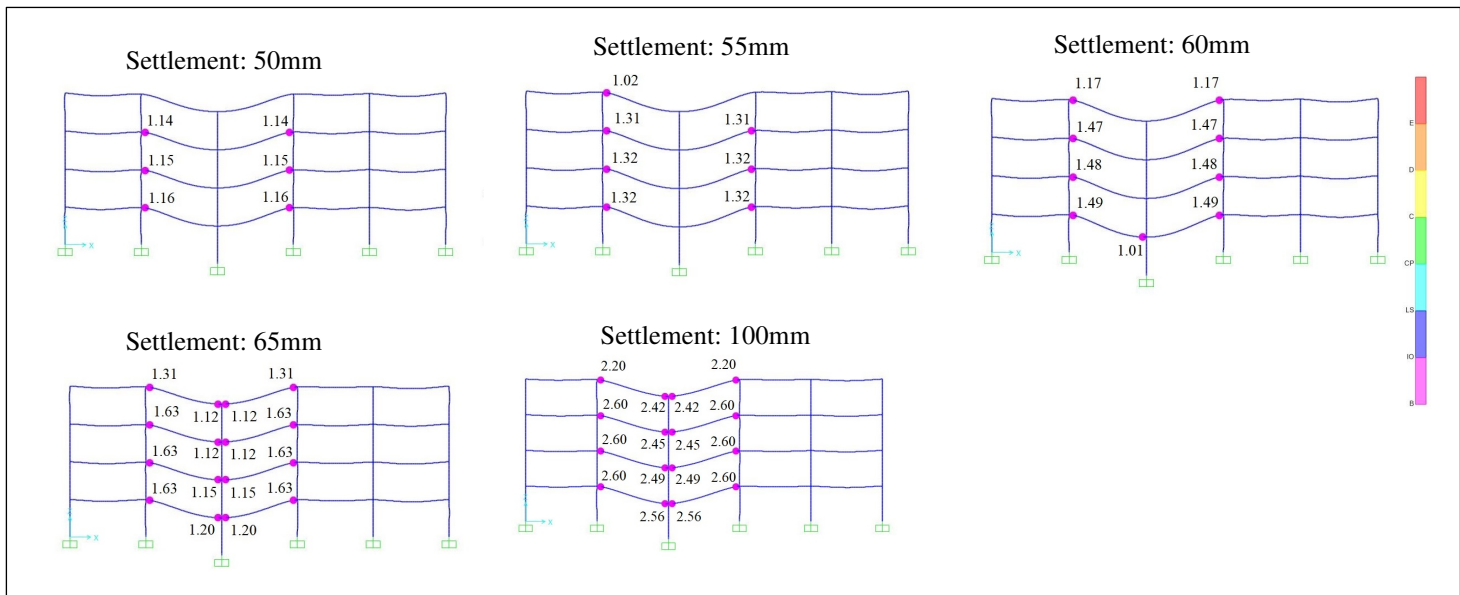 Settlement: 50mm
1.14 1.14
1.15 1.15
1.16 1.16
X
Settlement: 55mm
1.02
1.31 1.31
1.32 1.32
1.32 1.32
X
Settlement: 60mm
1.17 1.17
1.47 1.47
1.48 1.48
1.49 1.49
1.01
X
E
D
C
CP
LS
IO
B
Settlement: 65mm
1.31 1.31
1.63 1.12 1.12 1.63
1.63 1.12 1.12 1.63
1.63 1.15 1.15 1.63
1.20 1.20
X
Settlement: 100mm
2.20 2.20
2.60 2.42 2.42 2.60
2.60 2.45 2.45 2.60
2.60 2.49 2.49 2.60
2.56 2.56
X